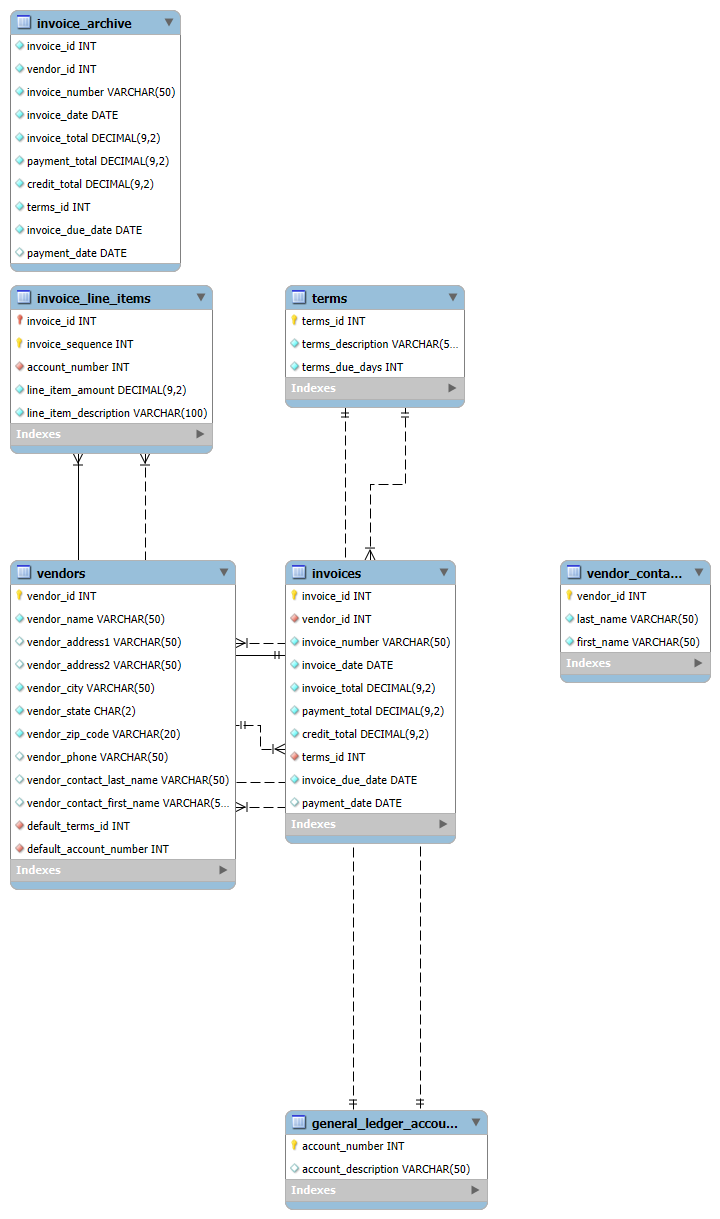 invoice_archive
invoice_id INT
vendor_id INT
invoice_number VARCHAR(50)
invoice_date DATE
invoice_total DECIMAL(9,2)
payment_total DECIMAL(9,2)
credit_total DECIMAL(9,2)
terms_id INT
invoice_due_date DATE
payment_date DATE
invoice_line_items
invoice_id INT
invoice_sequence INT
account_number INT
line_item_amount DECIMAL(9,2)
line_item_description VARCHAR(100)
Indexes
terms
terms_id INT
terms_description VARCHAR(5...
terms_due_days INT
Indexes
vendors
vendor_id INT
vendor_name VARCHAR(50)
vendor_address1 VARCHAR(50)
vendor_address2 VARCHAR(50)
vendor_city VARCHAR(50)
vendor_state CHAR(2)
vendor_zip_code VARCHAR(20)
vendor_phone VARCHAR(50)
vendor_contact_last_name VARCHAR(50)
vendor_contact_first_name VARCHAR(5...
default_terms_id INT
default_account_number INT
Indexes
invoices
invoice_id INT
vendor_id INT
invoice_number VARCHAR(50)
invoice_date DATE
invoice_total DECIMAL(9,2)
payment_total DECIMAL(9,2)
credit_total DECIMAL(9,2)
terms_id INT
invoice_due_date DATE
payment_date DATE
Indexes
vendor_conta...
vendor_id INT
last_name VARCHAR(50)
first_name VARCHAR(50)
Indexes
general_ledger_accou...
account_number INT
account_description VARCHAR(50)
Indexes